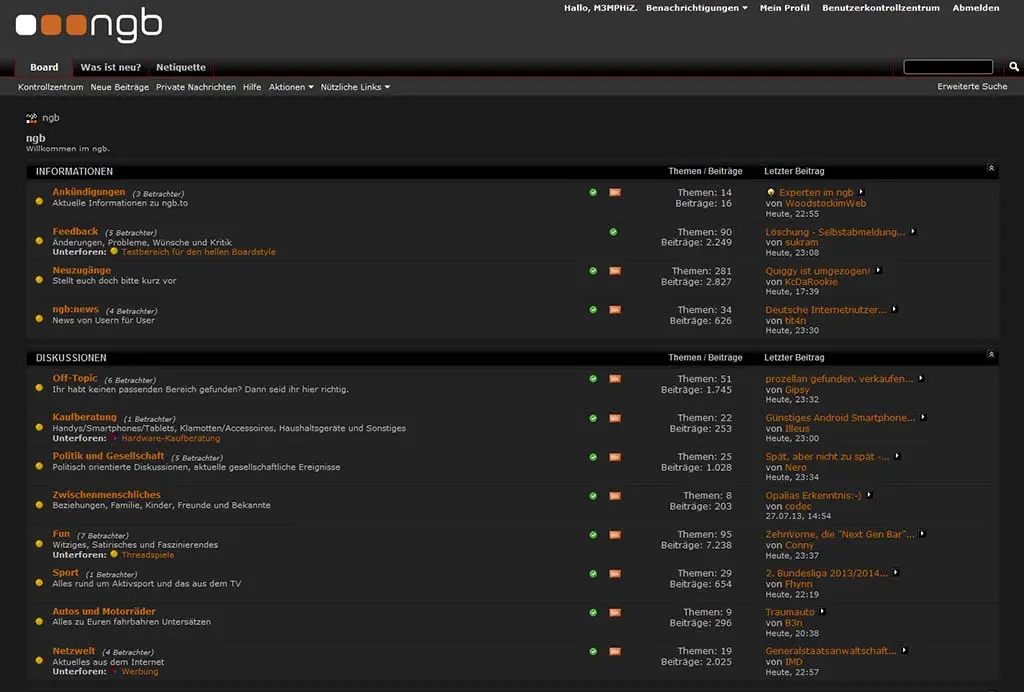 ngb
Hallo, M3MPHiZ. Benachrichtigungen Mein Profil Benutzerkontrollzentrum Abmelden
Board Was ist neu? Netiquette
Kontrollzentrum Neue Beiträge Private Nachrichten Hilfe Aktionen Nützliche Links Erweiterte Suche
ngb
ngb
Willkommen im ngb.
INFORMATIONEN Themen / Beiträge Letzter Beitrag
Ankündigungen (3 Betrachter) Themen: 14 Experten im ngb
Aktuelle Informationen zu ngb.to Beiträge: 16 von WoodstockimWeb
Heute, 22:55
Feedback (5 Betrachter) Themen: 90 Löschung - Selbstabmeldung...
Änderungen, Probleme, Wünsche und Kritik Beiträge: 2.249 von sukram
Unterforen: Testbereich für den hellen Boardstyle Heute, 23:08
Neuzugänge Themen: 281 Quiggy ist umgezogen!
Stellt euch doch bitte kurz vor Beiträge: 2.827 von KcDaRookie
Heute, 17:39
ngb:news (4 Betrachter) Themen: 34 Deutsche Internetnutzer...
News von Usern für User Beiträge: 626 von tit4n
Heute, 23:30
DISKUSSIONEN Themen / Beiträge Letzter Beitrag
Off-Topic (6 Betrachter) Themen: 51 prozellan gefunden. verkaufen...
Ihr habt keinen passenden Bereich gefunden? Dann seid ihr hier richtig. Beiträge: 1.745 von Gipsy
Heute, 23:32
Kaufberatung (1 Betrachter) Themen: 22 Günstiges Android Smartphone...
Handys/Smartphones/Tablets, Klamotten/Accessoires, Haushaltsgeräte und Sonstiges Beiträge: 253 von Illeus
Unterforen: Hardware-Kaufberatung Heute, 23:00
Politik und Gesellschaft (5 Betrachter) Themen: 25 Spät, aber nicht zu spät -...
Politisch orientierte Diskussionen, aktuelle gesellschaftliche Ereignisse Beiträge: 1.028 von Nero
Heute, 23:34
Zwischenmenschliches Themen: 8 Opalias Erkenntnis:-)
Beziehungen, Familie, Kinder, Freunde und Bekannte Beiträge: 203 von codec
27.07.13, 14:54
Fun (7 Betrachter) Themen: 95 ZehnVorne, die "Next Gen Bar"...
Witziges, Satirisches und Faszinierendes Beiträge: 7.238 von Conny
Unterforen: Threadspiele Heute, 23:37
Sport (1 Betrachter) Themen: 29 2. Bundesliga 2013/2014...
Alles rund um Aktivsport und das aus dem TV Beiträge: 654 von Fhynn
Heute, 22:19
Autos und Motorräder Themen: 9 Traumauto
Alles zu Euren fahrbahren Untersätzen Beiträge: 296 von B3n
Heute, 20:38
Netzwelt (4 Betrachter) Themen: 19 Generalstaatsanwaltschaft...
Aktuelles aus dem Internet Beiträge: 2.025 von IMD
Unterforen: Werbung Heute, 22:57